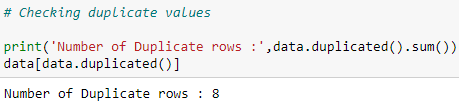 # Checking duplicate values
print('Number of Duplicate rows :',data.duplicated().sum())
data[data.duplicated()]
Number of Duplicate rows : 8